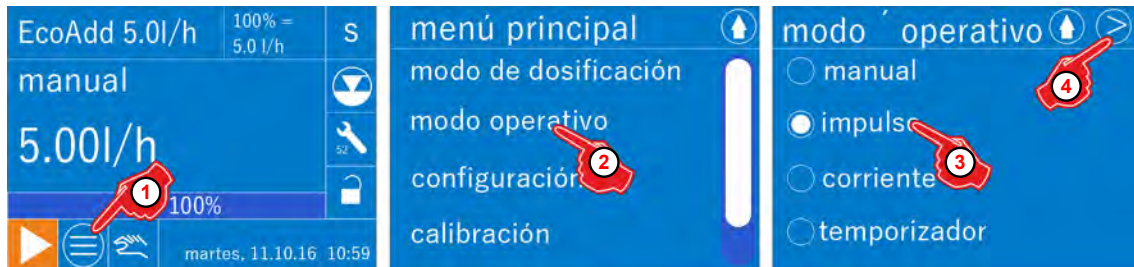 EcoAdd 5.0l/h
100% =
5.0 l/h
S
manual
5.00l/h
52
1
100%
martes, 11.10.16 10:59
menú principal
modo de dosificación
modo operativo
2
configuración
calibración
modo ´ operativo
>
4
manual
impulso
3
corriente
temporizador